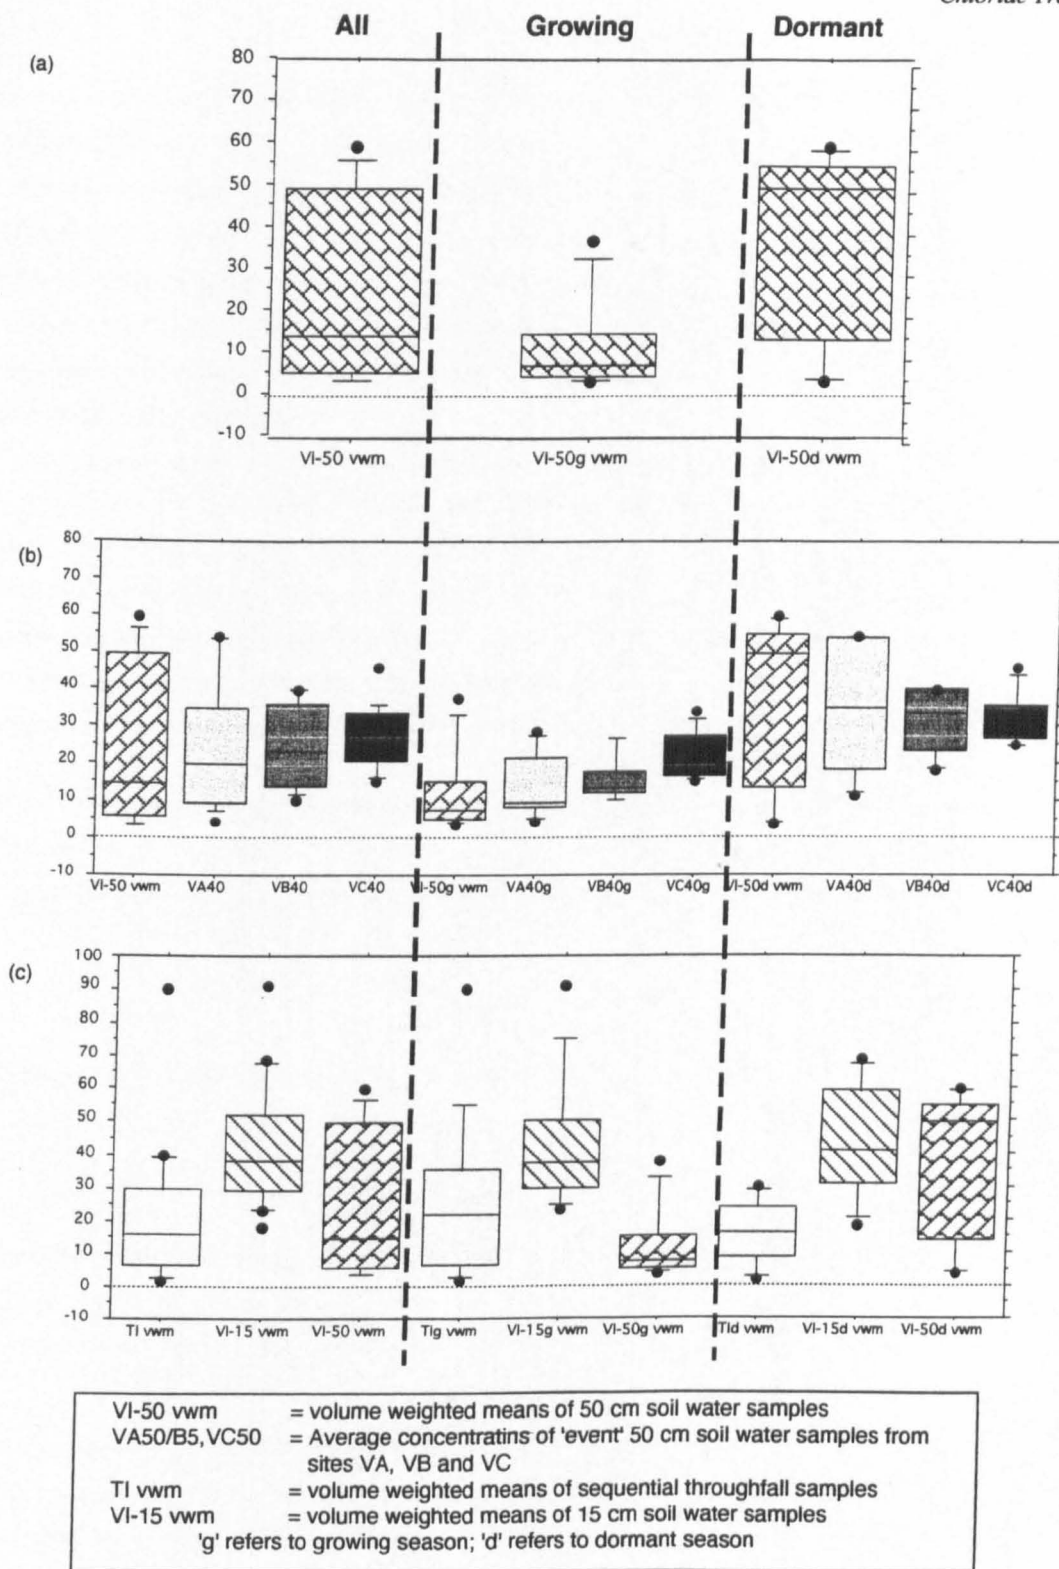 Chloride
All Growing Dormant
(a)
80
70
60
50
40
30
20
10
0
-10
VI-50 vwm VI-50g vwm VI-50d vwm
(b)
80
70
60
50
40
30
20
10
0
-10
VI-50 vwm VA40 VB40 VC40 VI-50g vwm VA40g VB40g VC40g VI-50d vwm VA40d VB40d VC40d
(c)
100
90
80
70
60
50
40
30
20
10
0
-10
TI vwm VI-15 vwm VI-50 vwm TIg vwm VI-15g vwm VI-50g vwm TId vwm VI-15d vwm VI-50d vwm
VI-50 vwm = volume weighted means of 50 cm soil water samples
VA50/B5,VC50 = Average concentratins of 'event' 50 cm soil water samples from
sites VA, VB and VC
TI vwm = volume weighted means of sequential throughfall samples
VI-15 vwm = volume weighted means of 15 cm soil water samples
'g' refers to growing season; 'd' refers to dormant season